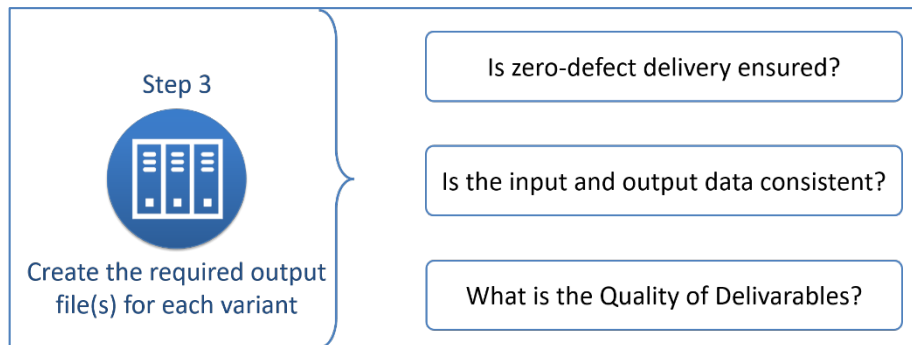 Step 3
Create the required output
file(s) for each variant
Is zero-defect delivery ensured?
Is the input and output data consistent?
What is the Quality of Delivarables?